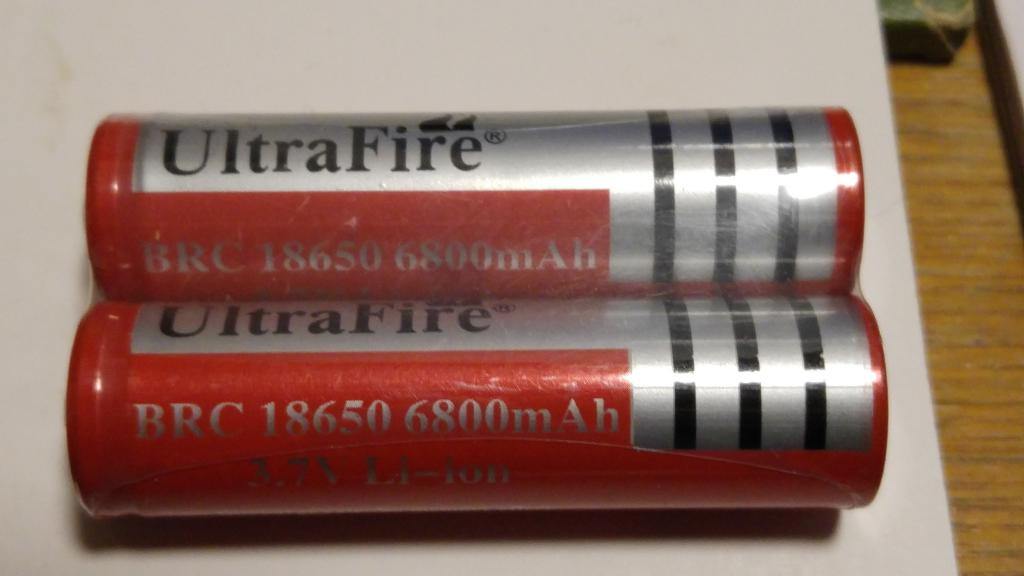 UltraFire®
BRC 18650 6800mAh
UltraFire®
BRC 18650 6800mAh
3.7V Li-ion